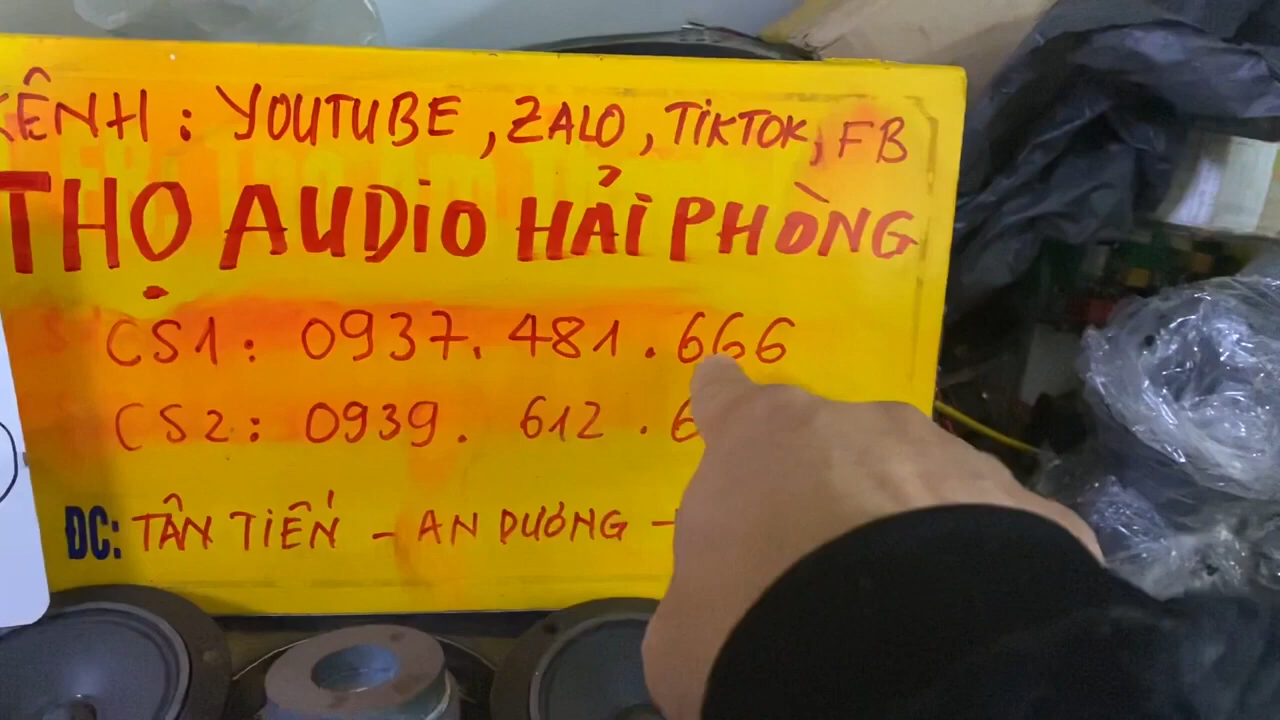 KÊNH : YOUTUBE , ZALO , TiKTOK, FB
THỌ AUDiO HẢi PHÒNG
CS1 : 0937. 481 . 666
CS2 : 0939. 612 .
ĐC: TÂN TiẾN - AN DƯƠNG -